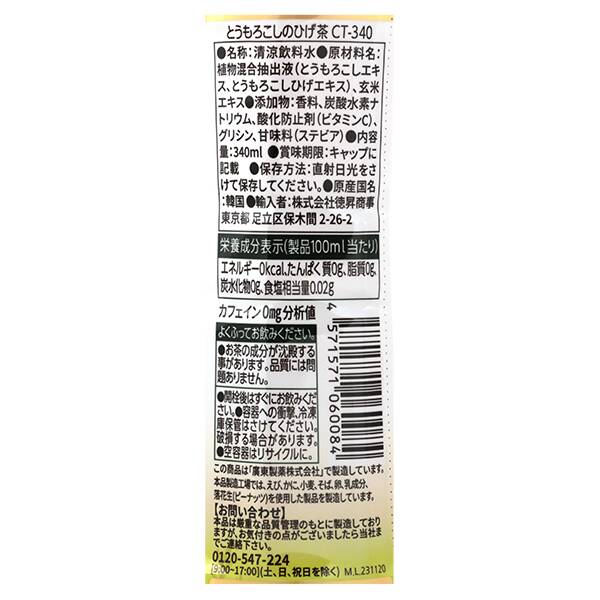 とうもろこしのひげ茶 CT-340
●名称:清涼飲料水●原材料名:
植物混合抽出液(とうもろこしエキ
ス、とうもろこしひげエキス)、玄米
エキス●添加物:香料、炭酸水素ナ
トリウム、酸化防止剤(ビタミンC)、
グリシン、甘味料(ステビア)●内容
量:340ml ●賞味期限:キャップに
記載 ●保存方法:直射日光をさ
けて保存してください。●原産国名
:韓国●輸入者:株式会社徳昇商事
東京都 足立区保木間 2-26-2
栄養成分表示(製品100ml当たり)
エネルギー0kcal、たんぱく質0g、脂質0g、
炭水化物0g、食塩相当量0.02g
カフェイン0mg分析値
よくふってお飲みください。
●お茶の成分が沈殿する
事があります。品質には問
題ありません。
●開栓後はすぐにお飲みくだ
さい。●容器への衝撃、冷凍
庫保管はさけてください。
破損する場合があります。
●空容器はリサイクルに。
4571571060084
この商品は「廣東製薬株式会社」で製造しています。
本品製造工場では、えび、かに、小麦、そば、卵、乳成分、
落花生(ピーナッツ)を使用した製品を製造しています。
【お問い合わせ】
本品は厳重な品質管理のもとに製造しており
ますが、お気付きの点がございましたら当社ま
でご連絡下さい。
0120-547-224
[9:00~17:00](土、日、祝日を除く) M.L.231120